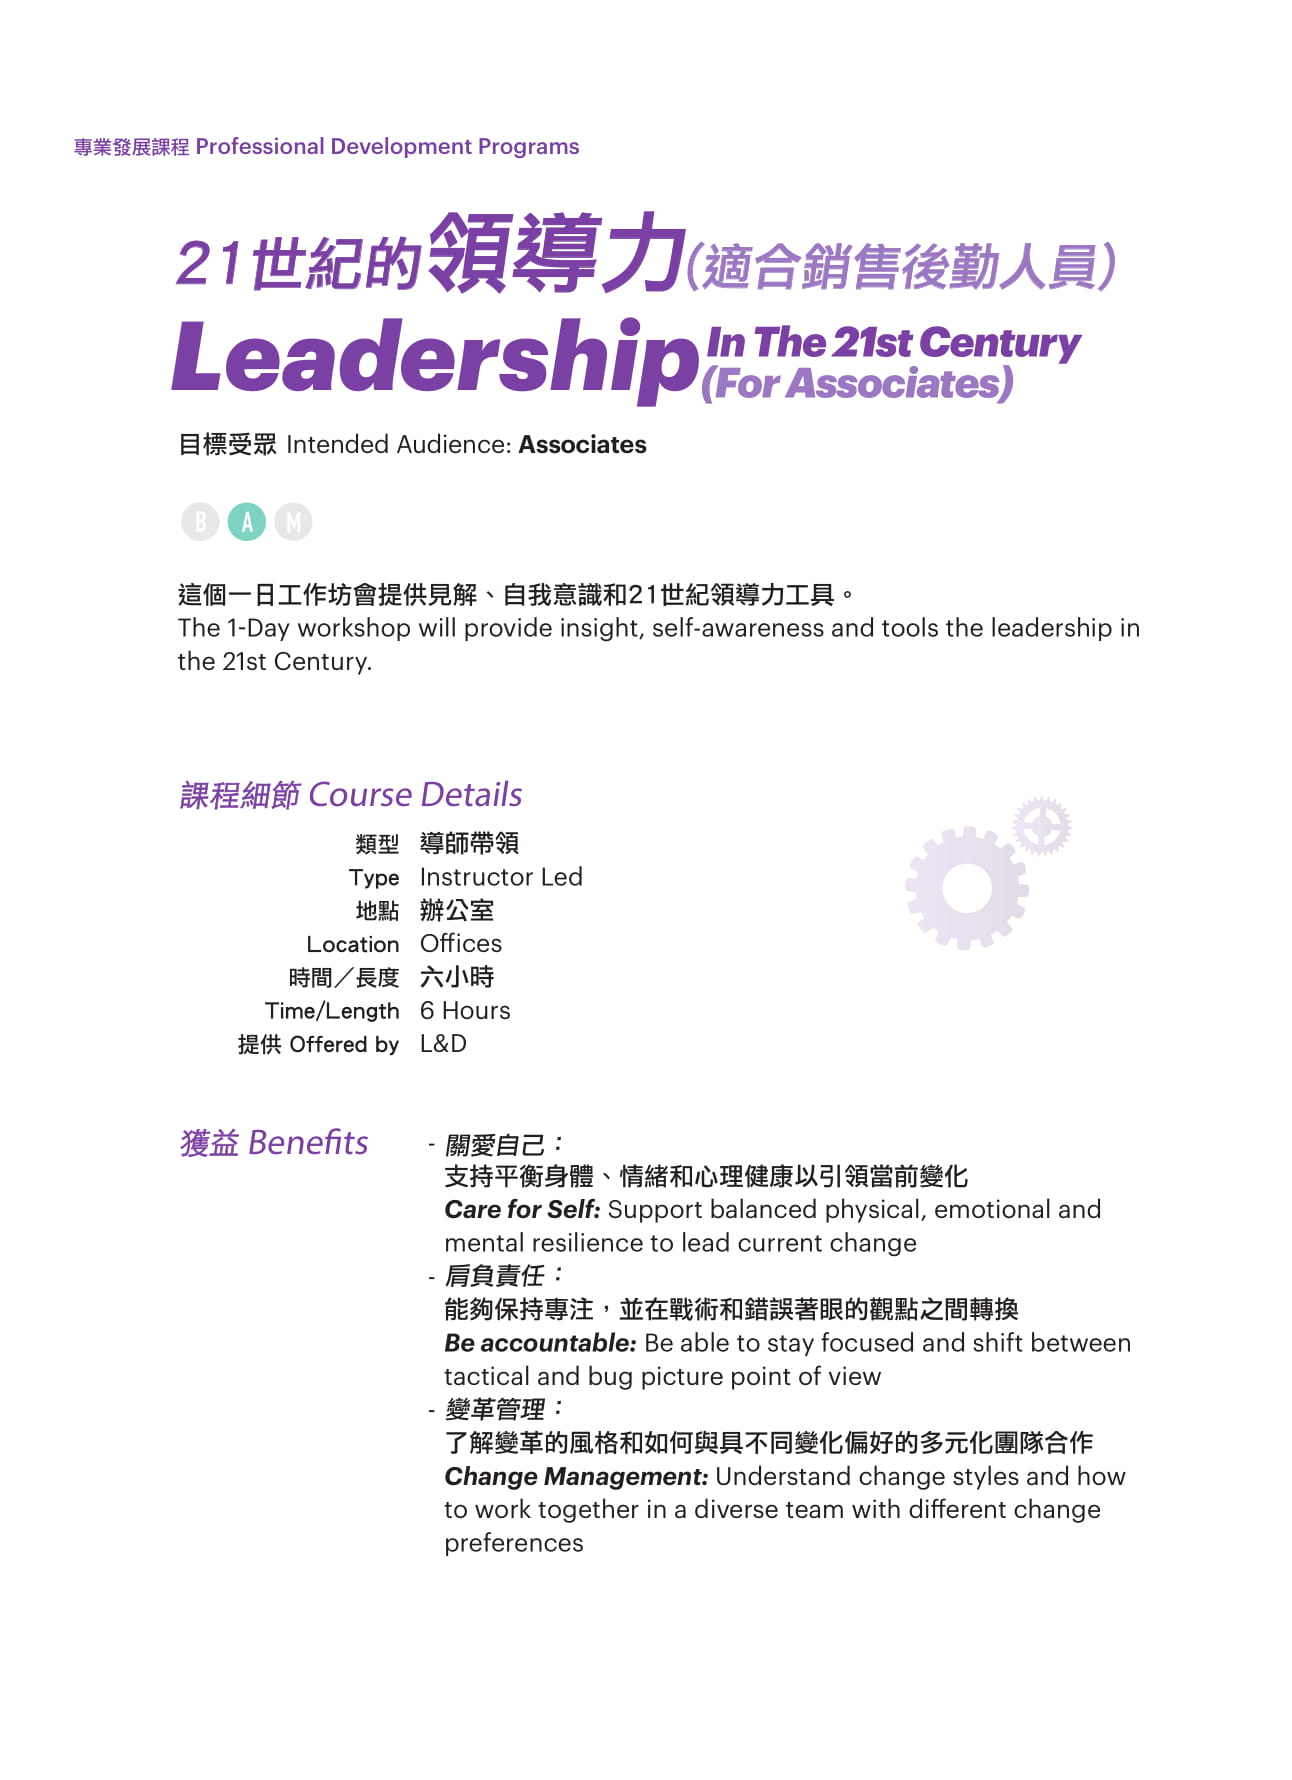 專業發展課程 Professional Development Programs
21世紀的領導力(適合銷售後勤人員)
Leadership In The 21st Century
(For Associates)
目標受眾 Intended Audience: Associates
B A M
這個一日工作坊會提供見解、自我意識和21世紀領導力工具。
The 1-Day workshop will provide insight, self-awareness and tools the leadership in
the 21st Century.
課程細節 Course Details
類型 導師帶領
Type Instructor Led
地點 辦公室
Location Offices
時間／長度 六小時
Time/Length 6 Hours
提供 Offered by L&D
獲益 Benefits
- 關愛自己：
支持平衡身體、情緒和心理健康以引領當前變化
Care for Self: Support balanced physical, emotional and
mental resilience to lead current change
- 肩負責任：
能夠保持專注，並在戰術和錯誤著眼的觀點之間轉換
Be accountable: Be able to stay focused and shift between
tactical and bug picture point of view
- 變革管理：
了解變革的風格和如何與具不同變化偏好的多元化團隊合作
Change Management: Understand change styles and how
to work together in a diverse team with different change
preferences